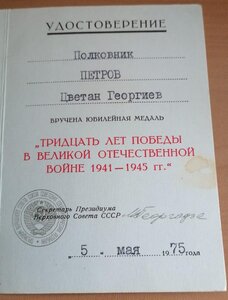 УДОСТОВЕРЕНИЕ
Полковник
ПЕТРОВ
Цветан Георгиев
ВРУЧЕНА ЮБИЛЕЙНАЯ МЕДАЛЬ
„ТРИДЦАТЬ ЛЕТ ПОБЕДЫ
В ВЕЛИКОЙ ОТЕЧЕСТВЕННОЙ
ВОЙНЕ 1941—1945 гг.“
Секретарь Президиума
Верховного Совета СССР
„ 5 “ мая 1975 года